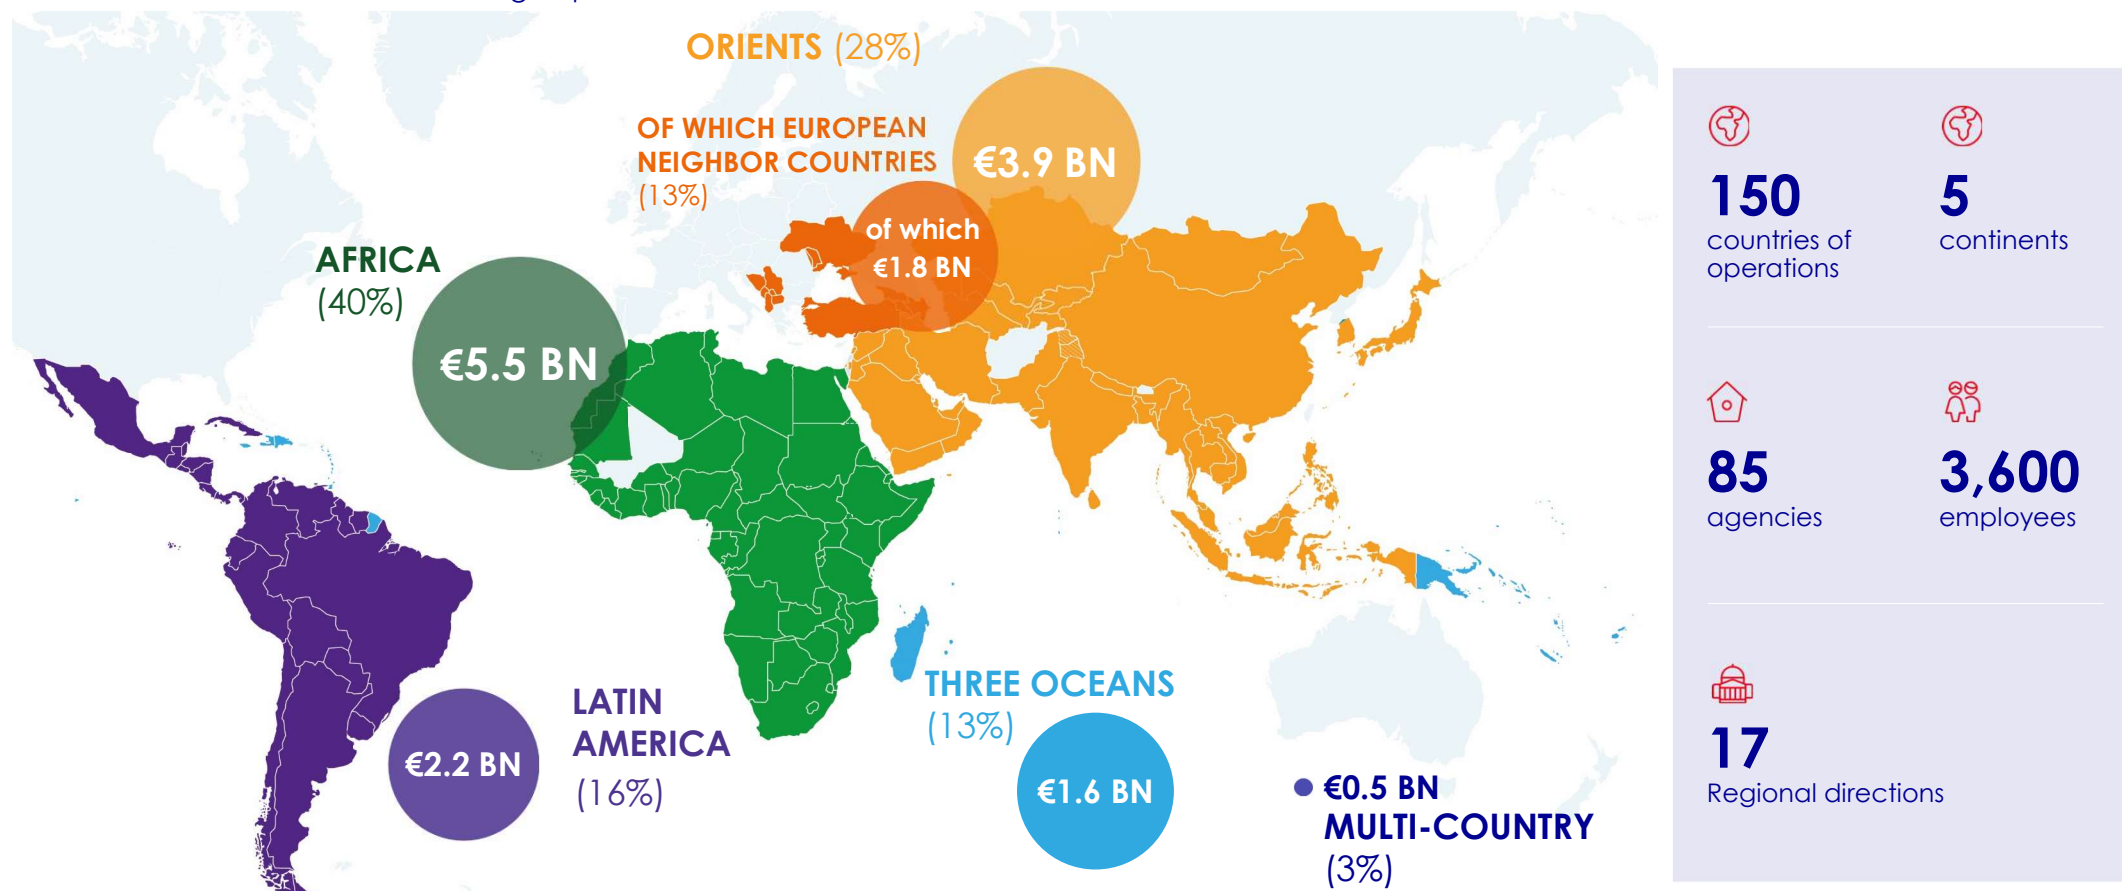 ORIENTS (28%)
OF WHICH EUROPEAN
NEIGHBOR COUNTRIES
(13%)
€3.9 BN
of which
€1.8 BN
AFRICA
(40%)
€5.5 BN
LATIN
AMERICA
(16%)
€2.2 BN
THREE OCEANS
(13%)
€1.6 BN
€0.5 BN
MULTI-COUNTRY
(3%)
150
countries of
operations
5
continents
85
agencies
3,600
employees
17
Regional directions